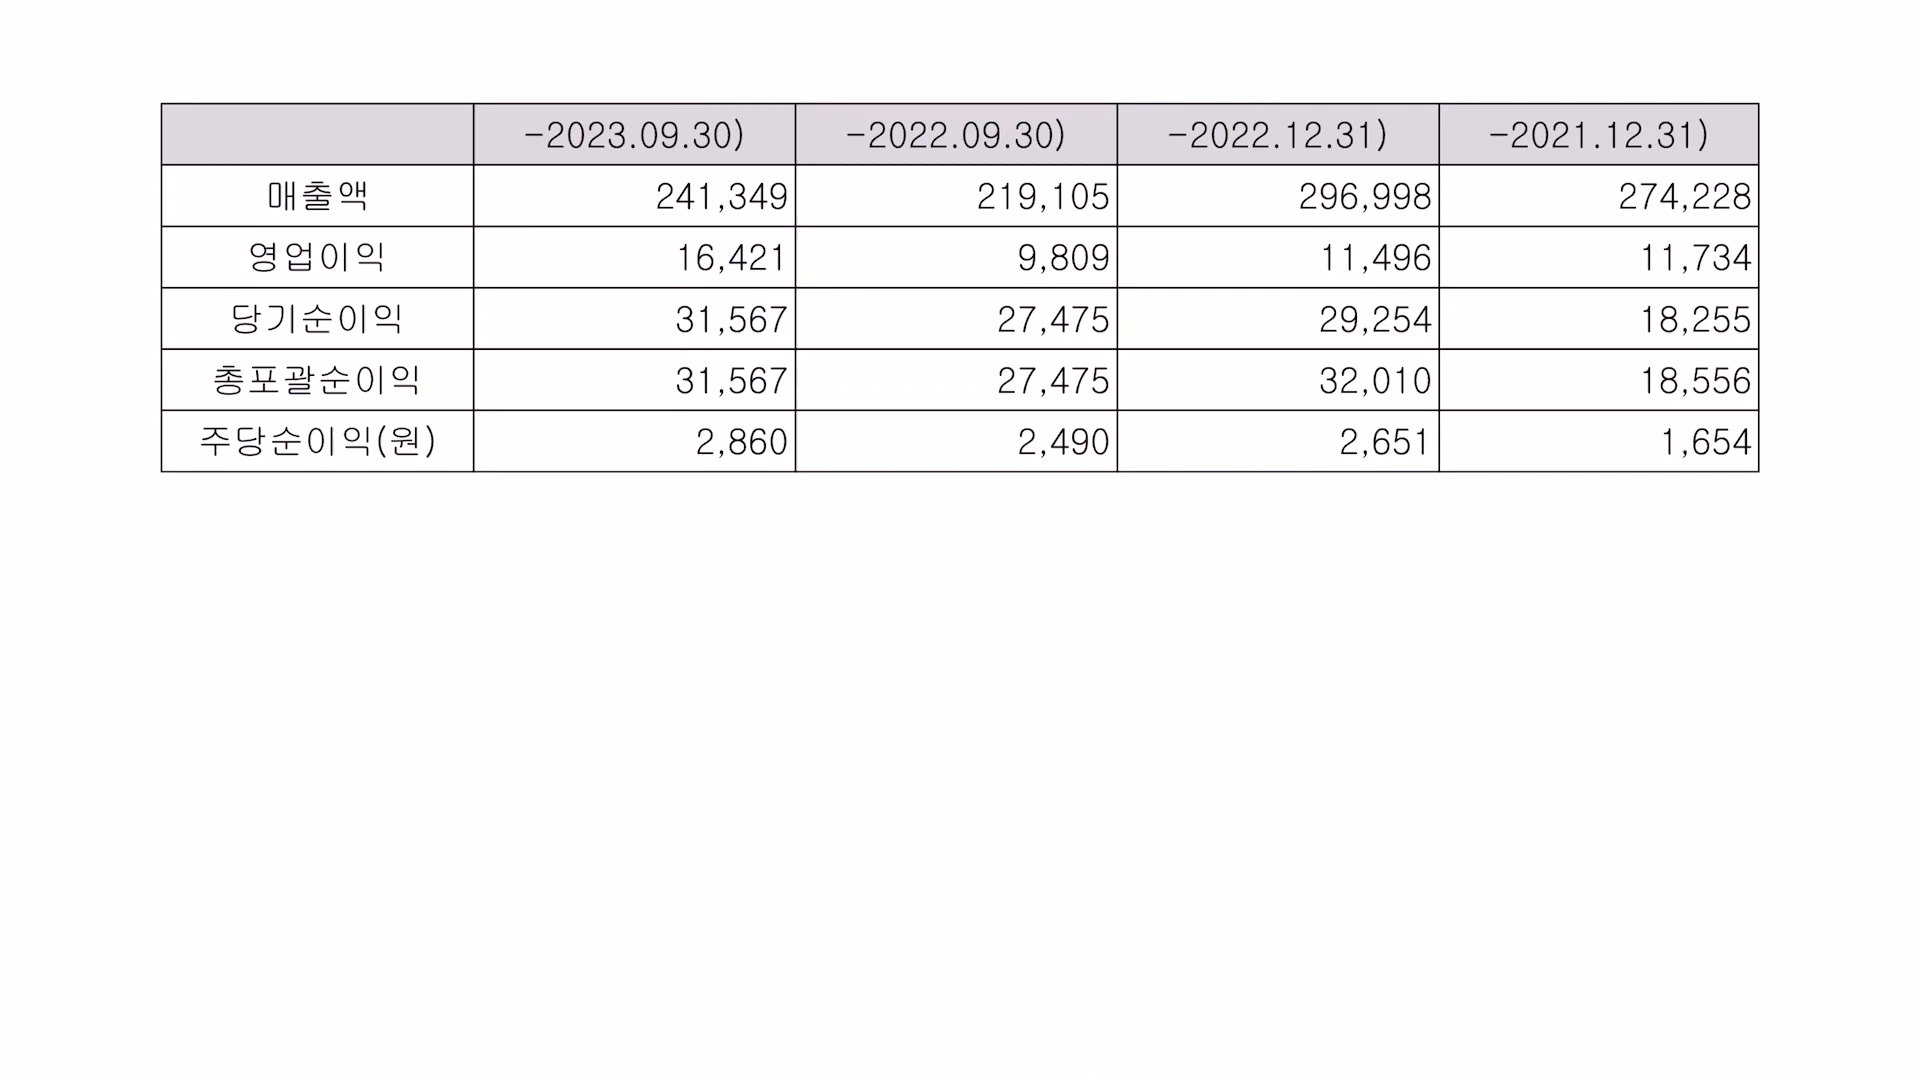 -2023.09.30) -2022.09.30) -2022.12.31) -2021.12.31)
매출액 241,349 219,105 296,998 274,228
영업이익 16,421 9,809 11,496 11,734
당기순이익 31,567 27,475 29,254 18,255
총포괄순이익 31,567 27,475 32,010 18,556
주당순이익(원) 2,860 2,490 2,651 1,654